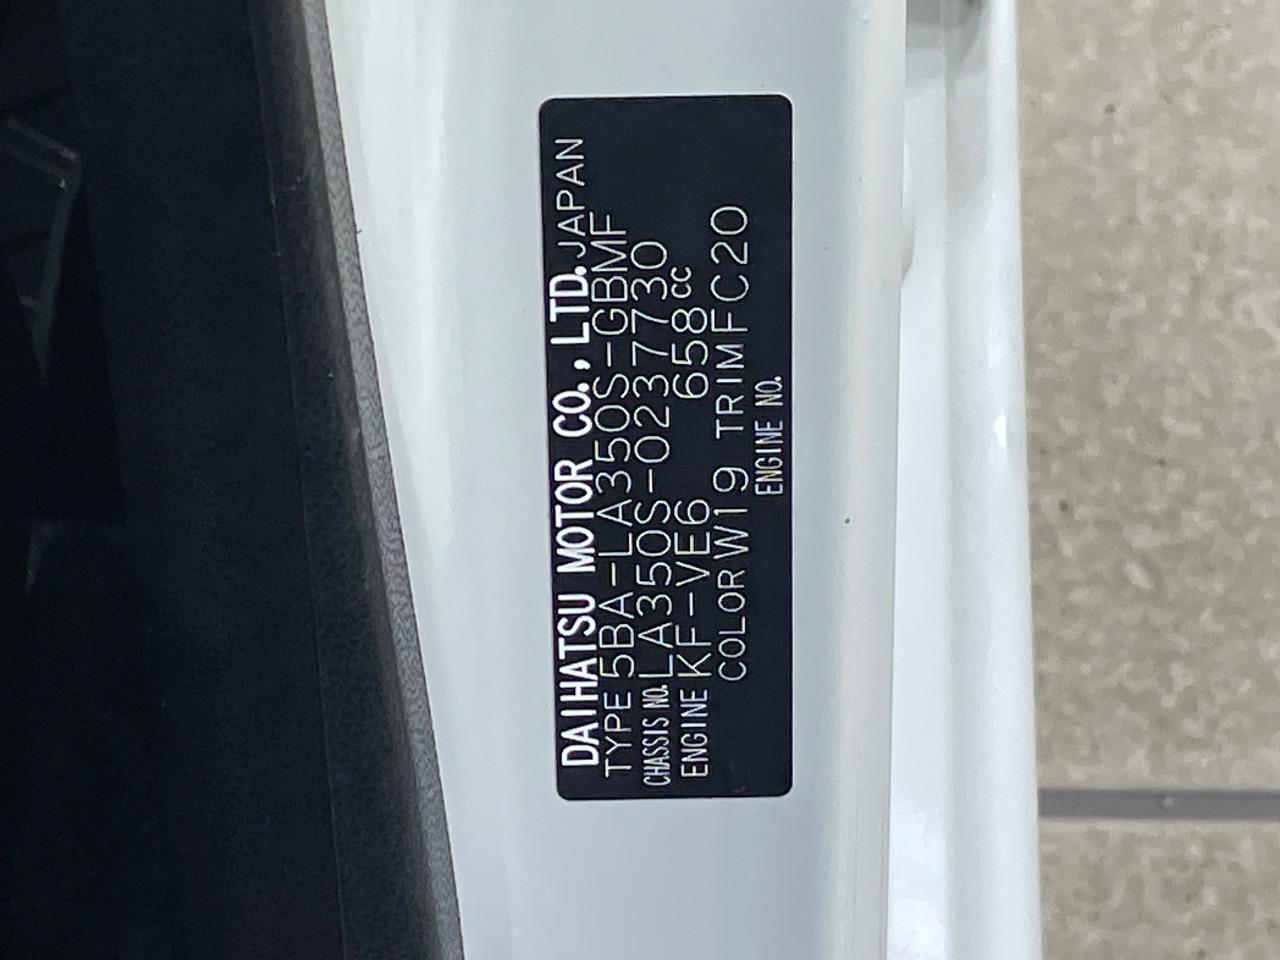 DAIHATSU MOTOR CO., LTD. JAPAN
TYPE 5BA-LA350S-GBMF
CHASSIS NO. LA350S-0237730
ENGINE KF-VE6 658cc
COLOR W19 TRIM FC20
ENGINE NO.